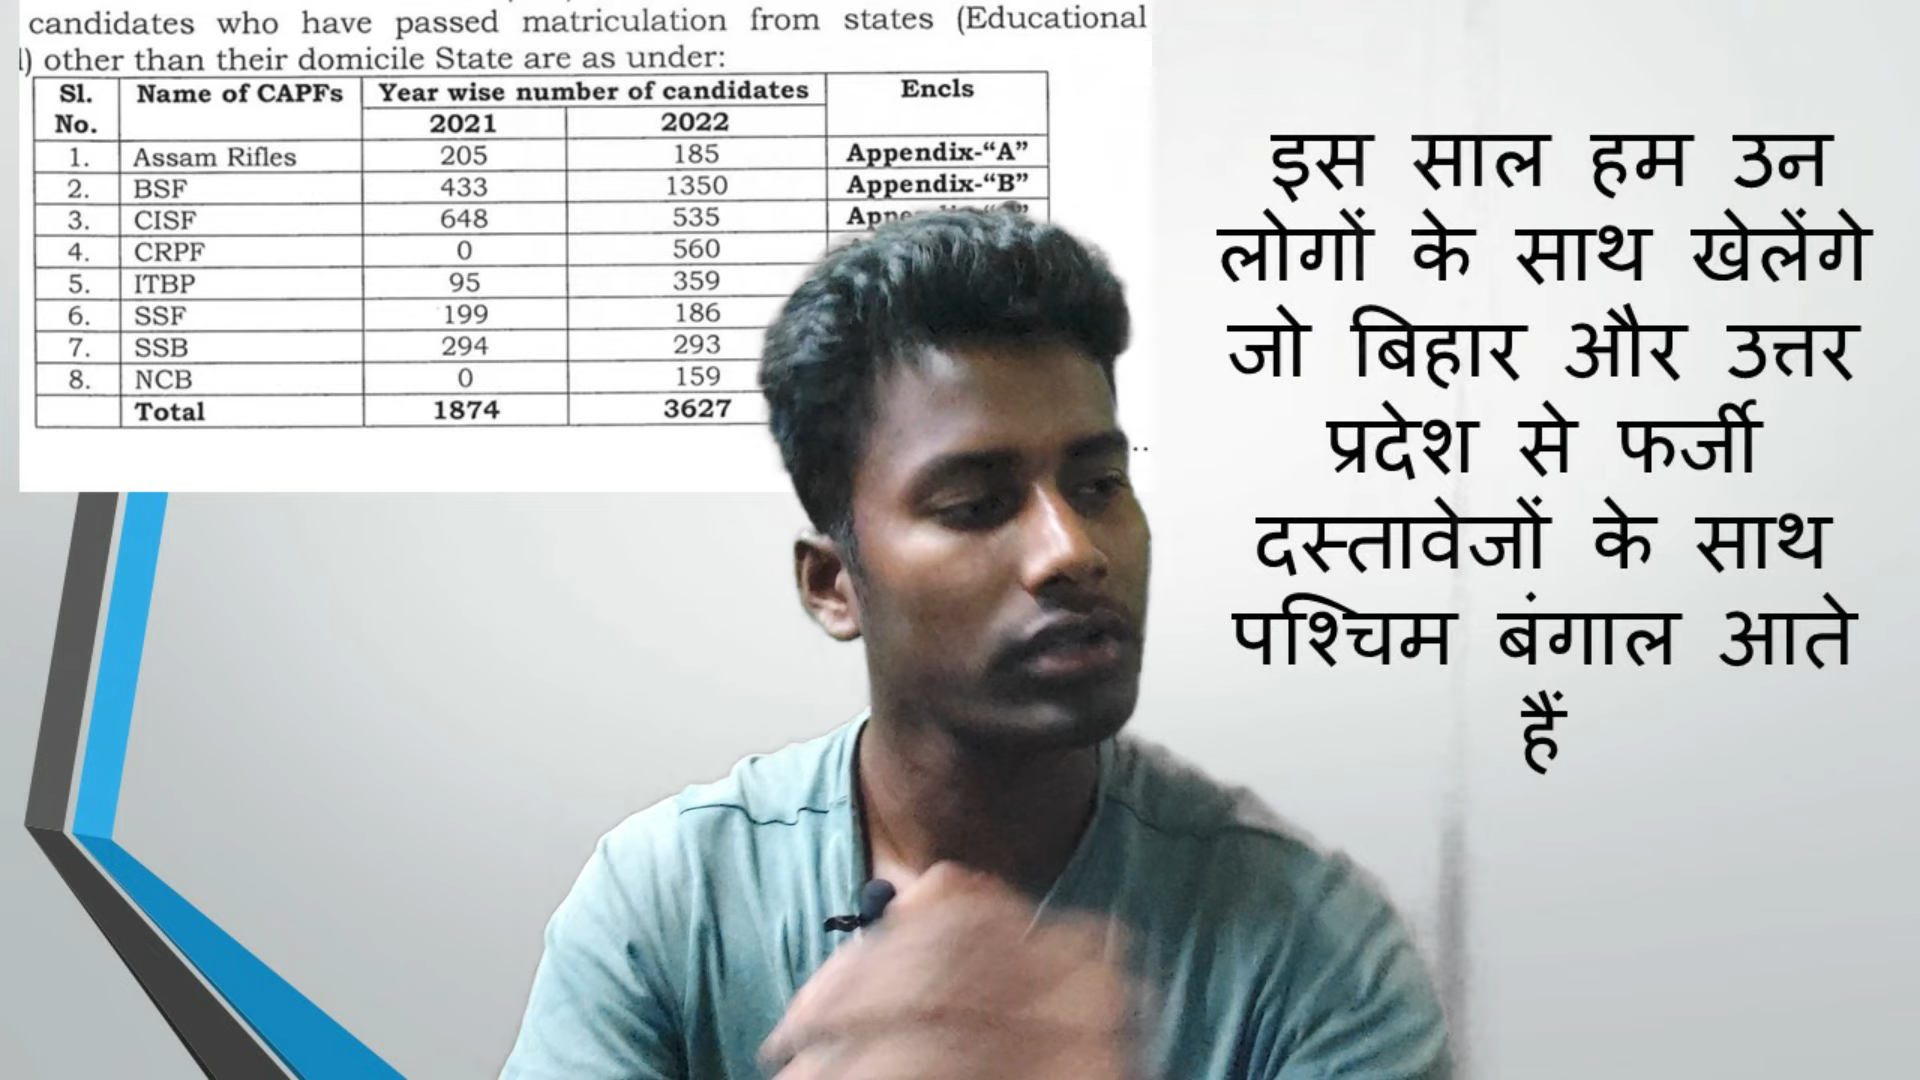 candidates who have passed matriculation from states (Educational
) other than their domicile State are as under:
Sl. No. Name of CAPFs Year wise number of candidates Encls
2021 2022
1. Assam Rifles 205 185 Appendix-“A”
2. BSF 433 1350 Appendix-“B”
3. CISF 648 535
4. CRPF 0 560
5. ITBP 95 359
6. SSF 199 186
7. SSB 294 293
8. NCB 0 159
Total 1874 3627
इस साल हम उन
लोगों के साथ खेलेंगे
जो बिहार और उत्तर
प्रदेश से फर्जी
दस्तावेजों के साथ
पश्चिम बंगाल आते
हैं